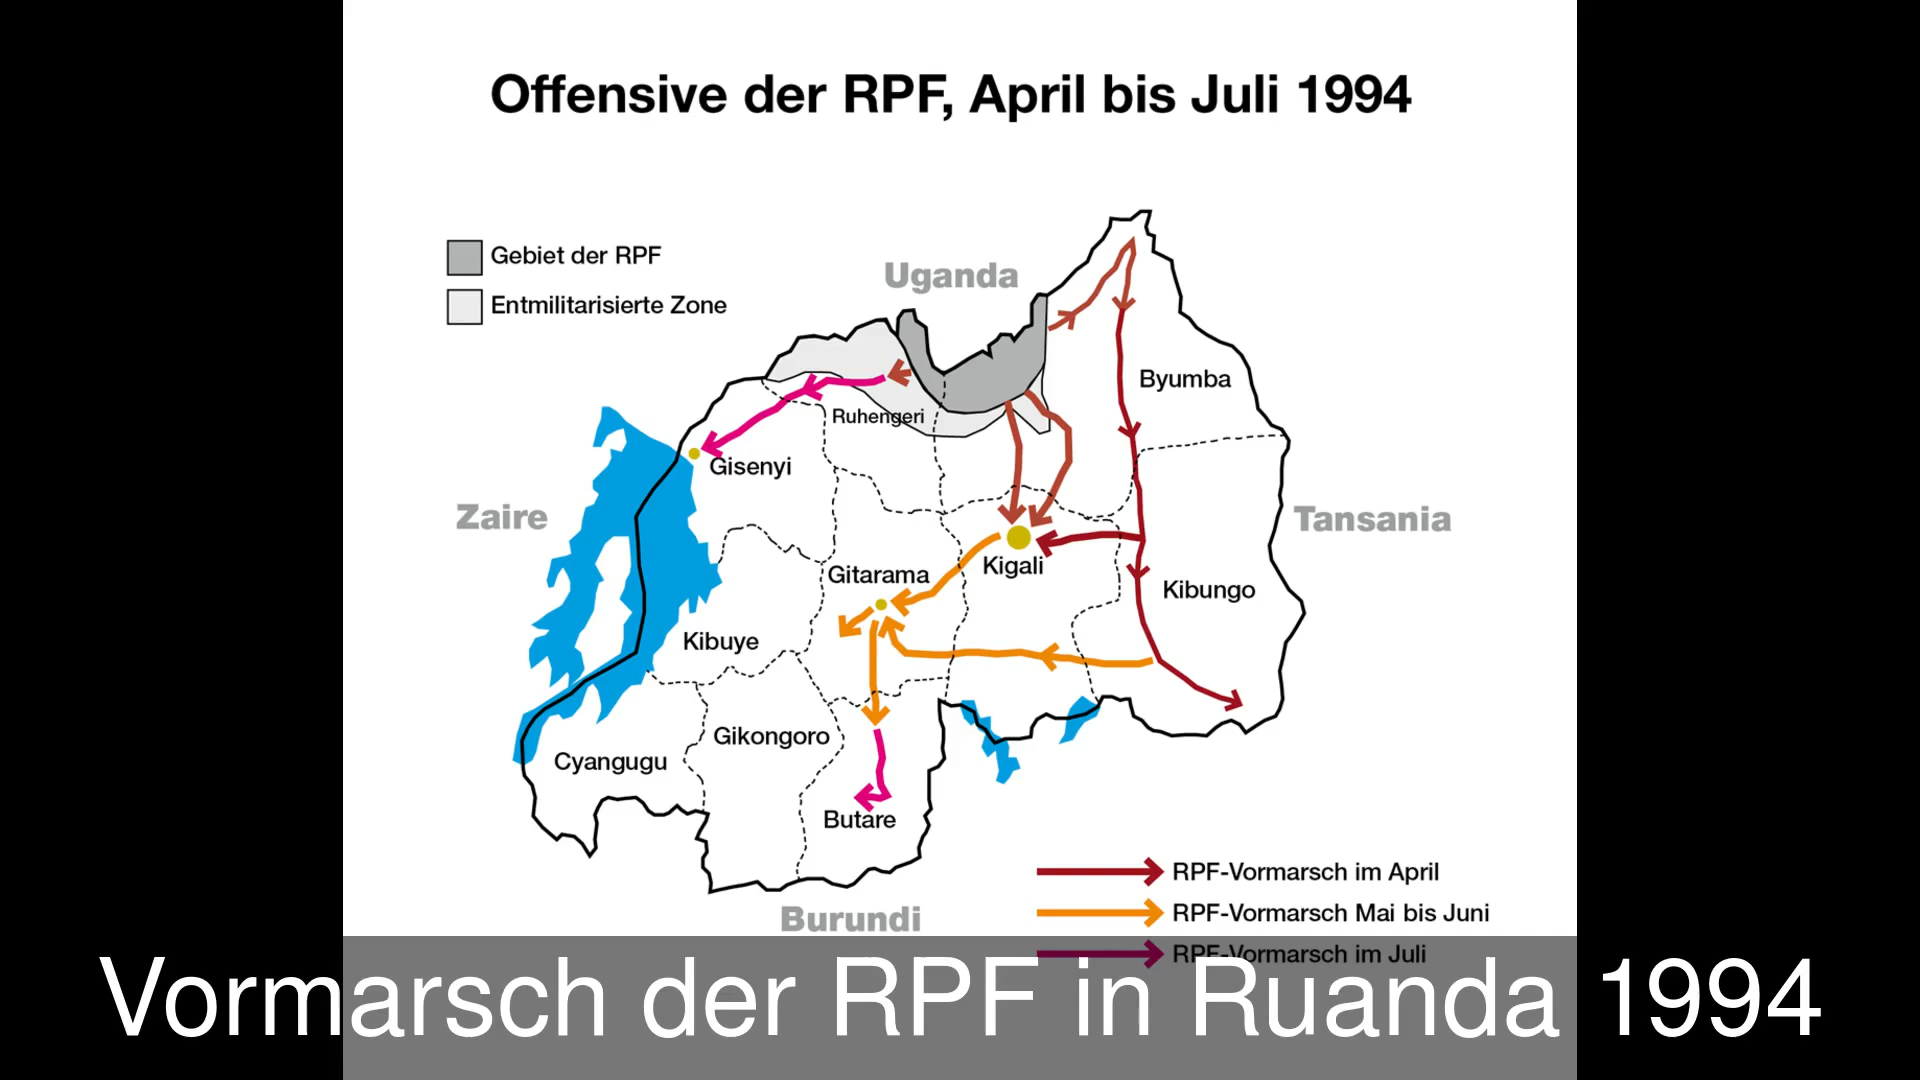 Offensive der RPF, April bis Juli 1994
Gebiet der RPF
Entmilitarisierte Zone
Uganda
Byumba
Ruhengeri
Gisenyi
Zaire
Tansania
Kigali
Gitarama
Kibungo
Kibuye
Gikongoro
Cyangugu
Butare
Burundi
RPF-Vormarsch im April
RPF-Vormarsch Mai bis Juni
RPF-Vormarsch im Juli
Vormarsch der RPF in Ruanda 1994